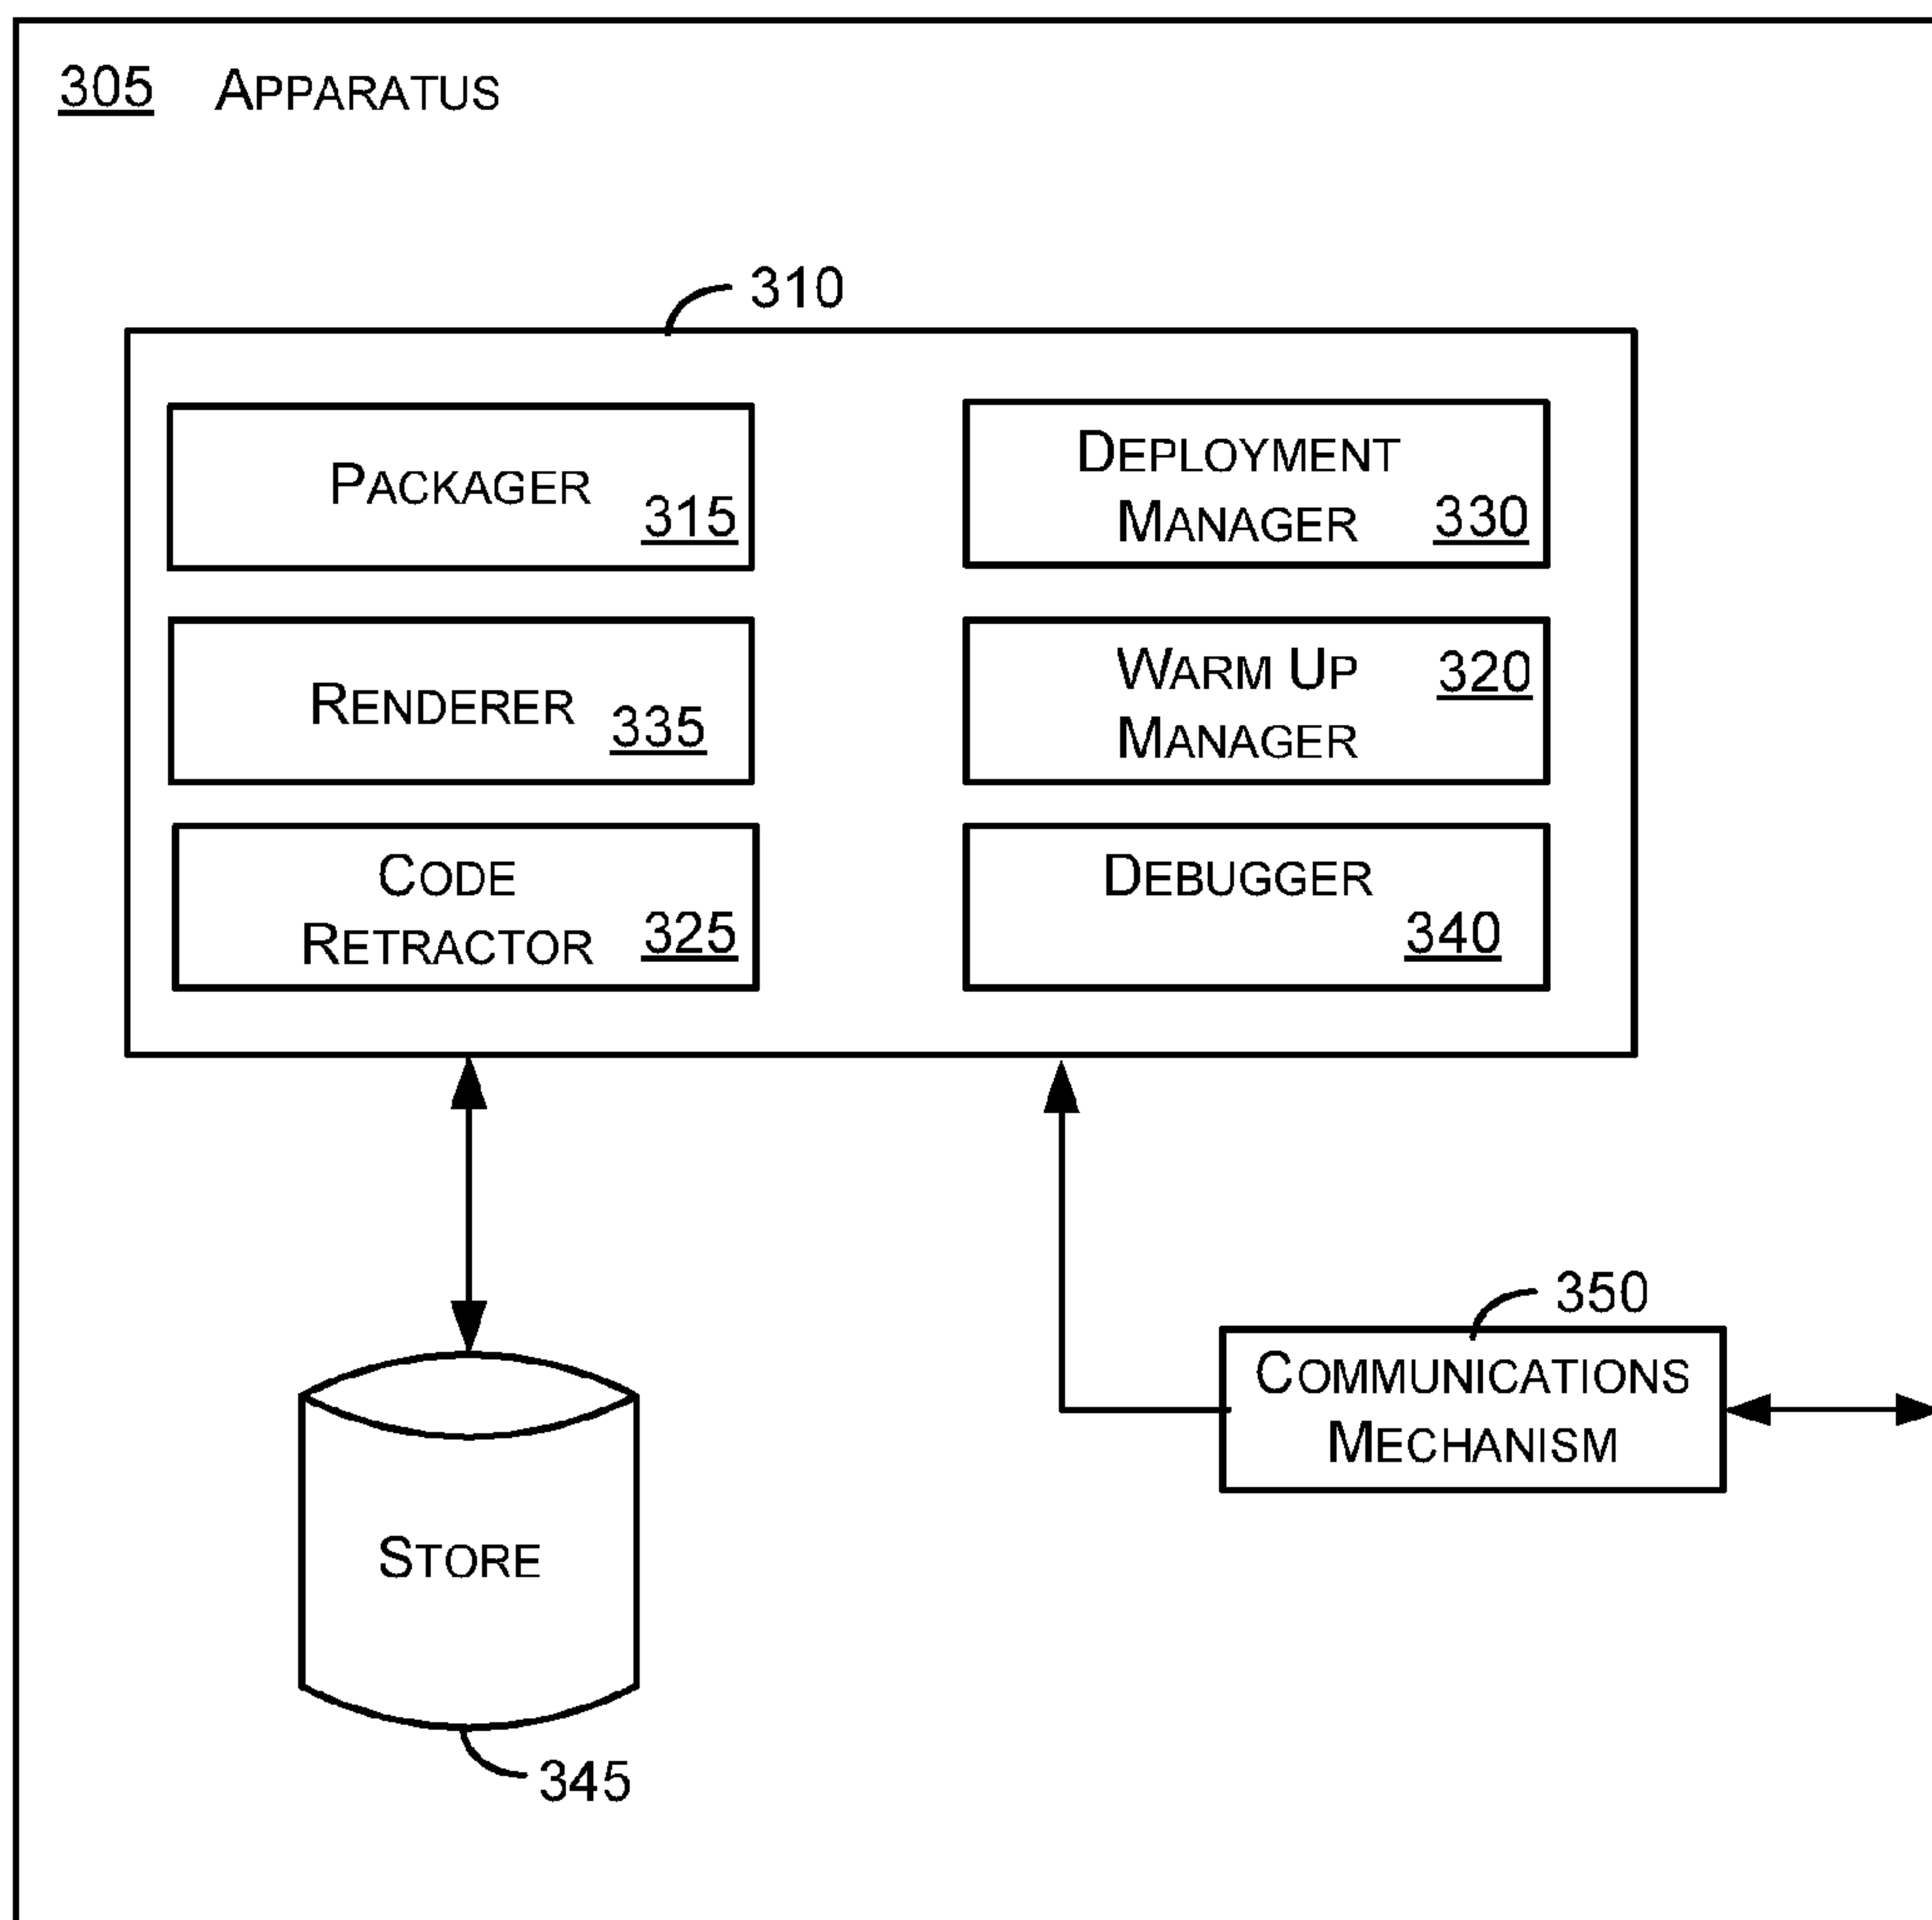 305 APPARATUS
310
PACKAGER 315
DEPLOYMENT
MANAGER 330
RENDERER 335
WARM UP 320
MANAGER
CODE
RETRACTOR 325
DEBUGGER
340
350
COMMUNICATIONS
MECHANISM
STORE
345